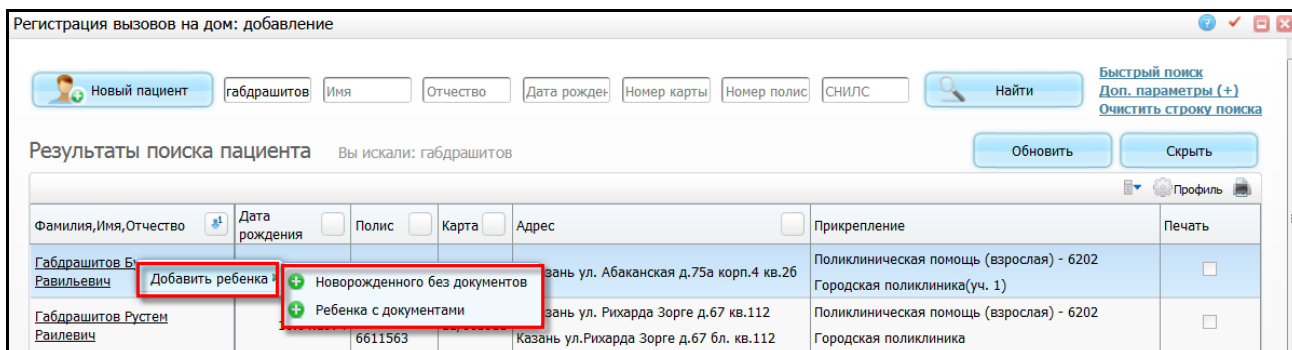 Регистрация вызовов на дом: добавление
Новый пациент габдрашитов Имя Отчество Дата рожден Номер карты Номер полис СНИЛС Найти
Быстрый поиск
Доп. параметры (+)
Очистить строку поиска
Результаты поиска пациента Вы искали: габдрашитов Обновить Скрыть
Профиль
Фамилия,Имя,Отчество Дата рождения Полис Карта Адрес Прикрепление Печать
Габдрашитов
Равильевич
Добавить ребенка
Новорожденного без документов
Ребенка с документами
ул. Абаканская д.75а корп.4 кв.26
Поликлиническая помощь (взрослая) - 6202
Городская поликлиника(уч. 1)
Габдрашитов Рустем
Раилевич
6611563
ул. Рихарда Зорге д.67 кв.112
Казань ул.Рихарда Зорге д.67 бл. кв.112
Поликлиническая помощь (взрослая) - 6202
Городская поликлиника